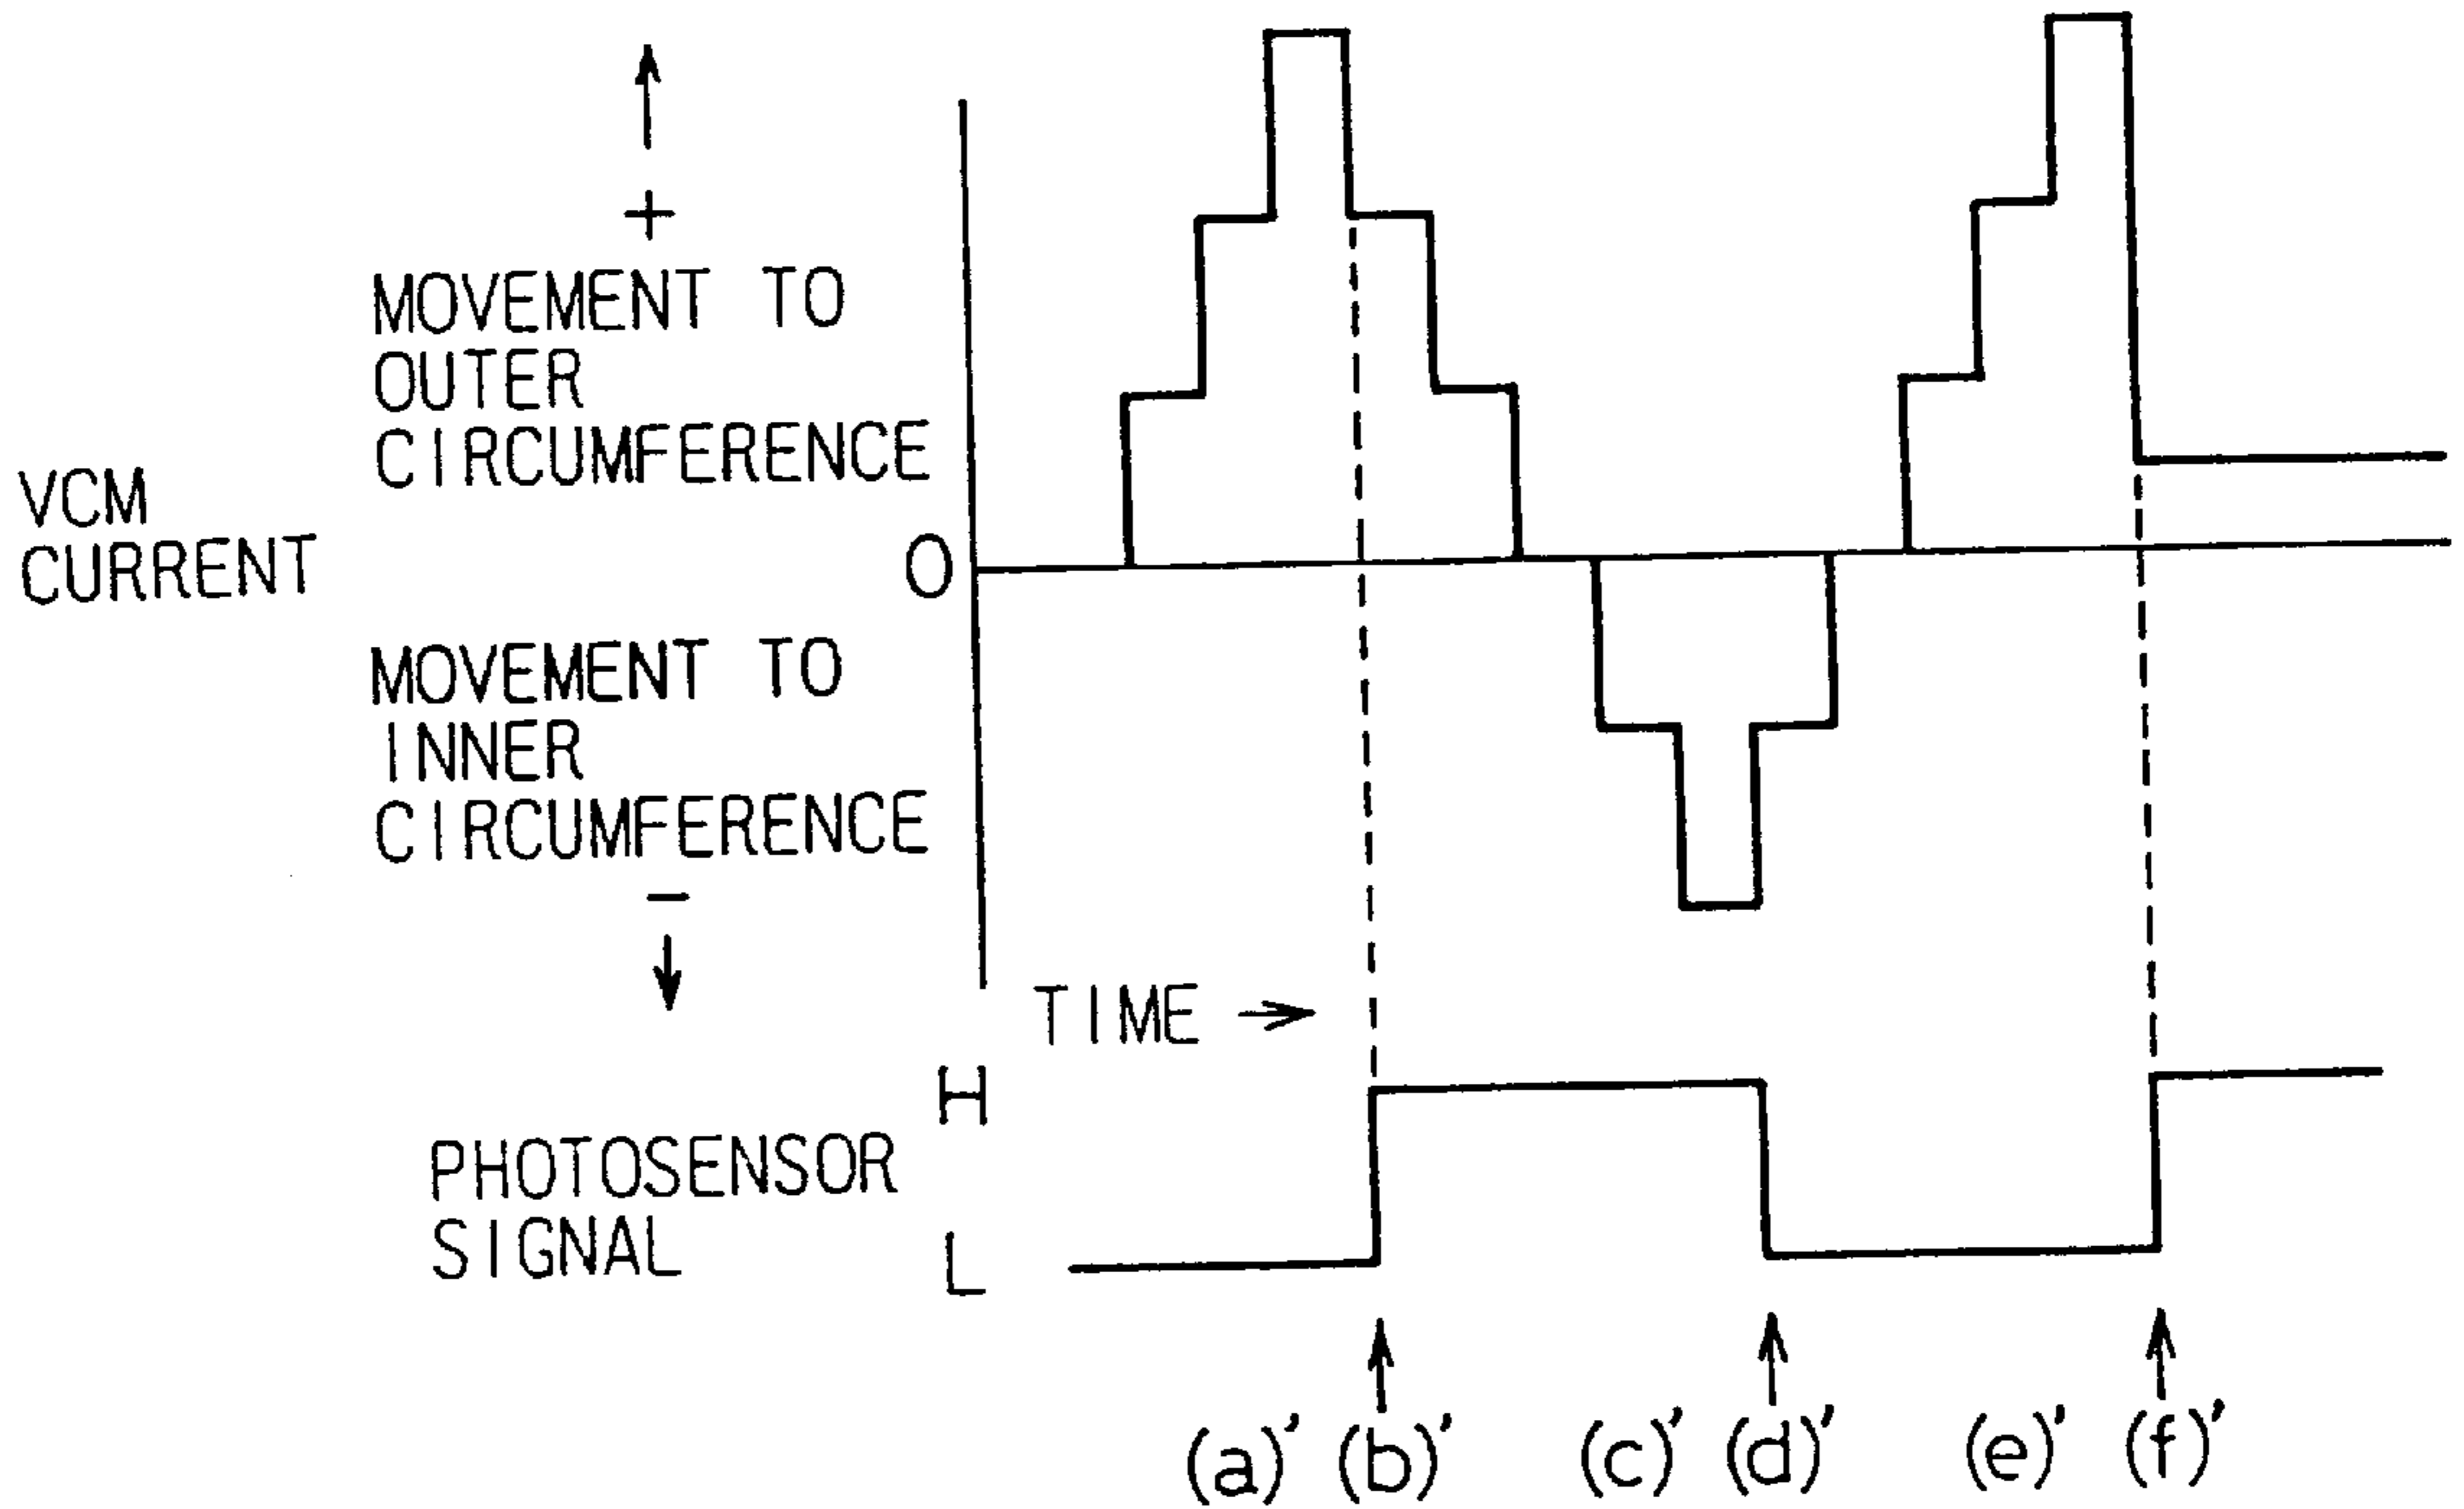 +
MOVEMENT TO
OUTER
CIRCUMFERENCE
VCM
CURRENT
O
MOVEMENT TO
INNER
CIRCUMFERENCE
−
TIME →
H
PHOTOSENSOR
SIGNAL
L
(a)' (b)' (c)' (d)' (e)' (f)'